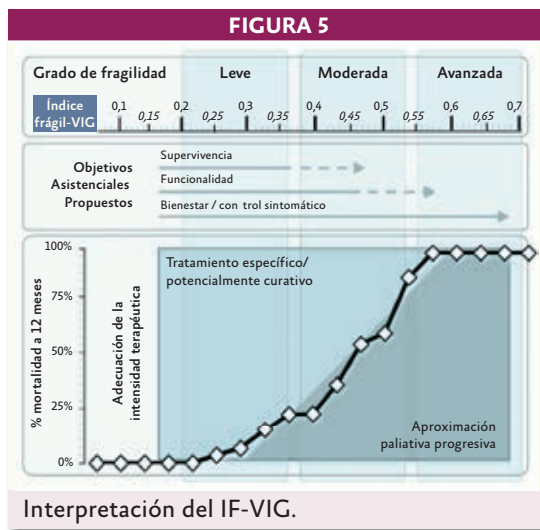 FIGURA 5
Grado de fragilidad Leve Moderada Avanzada
Índice frágil-VIG
0,1 0,15 0,2 0,25 0,3 0,35 0,4 0,45 0,5 0,55 0,6 0,65 0,7
Objetivos
Asistenciales
Propuestos
Supervivencia
Funcionalidad
Bienestar / con trol sintomático
% mortalidad a 12 meses
100%
75%
50%
25%
0%
Adecuación de la
intensidad terapéutica
Tratamiento específico/
potencialmente curativo
Aproximación
paliativa progresiva
Interpretación del IF-VIG.